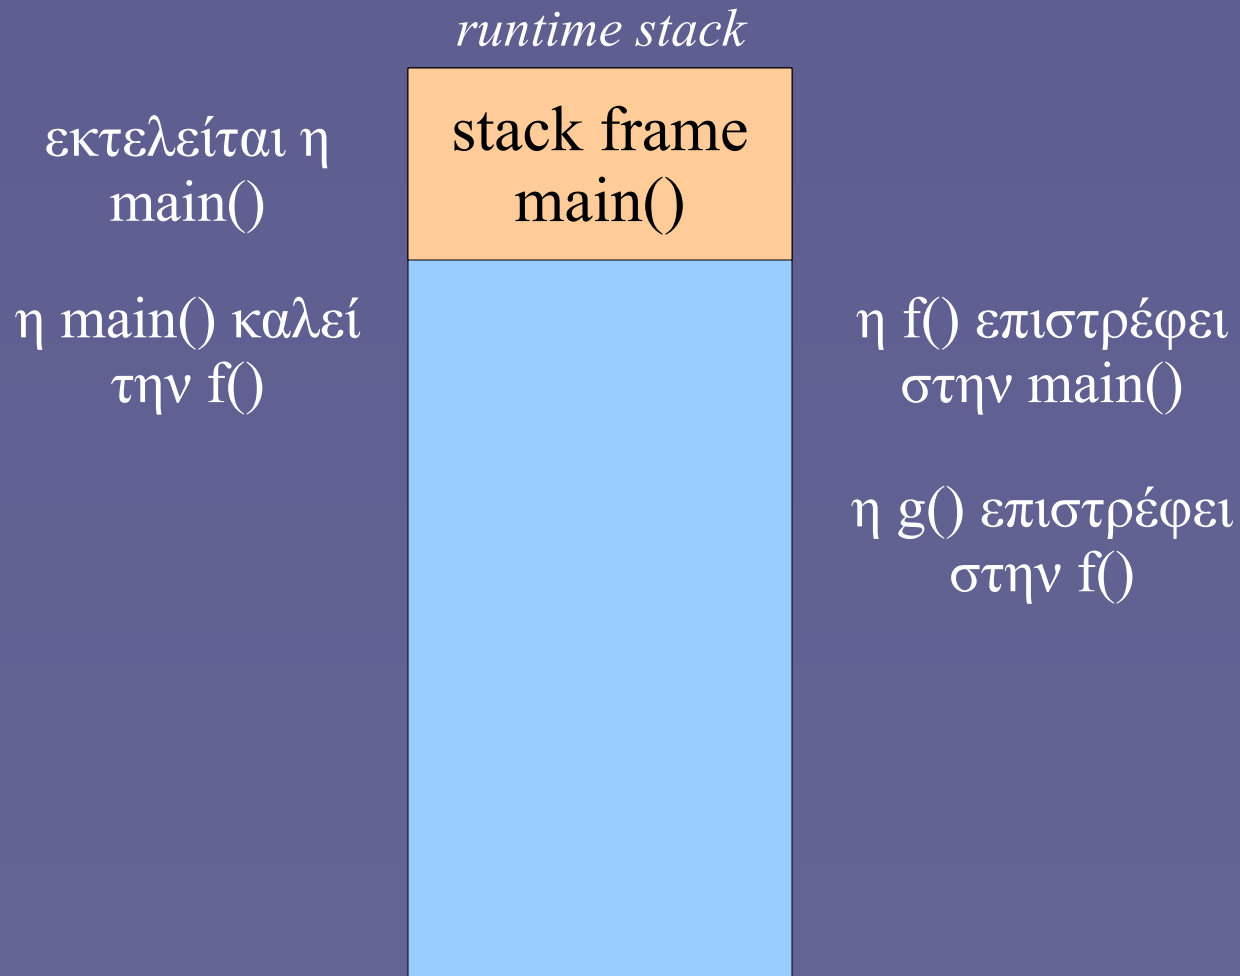 runtime stack
εκτελείται η
main()
stack frame
main()
η main() καλεί
την f()
η f() επιστρέφει
στην main()
η g() επιστρέφει
στην f()